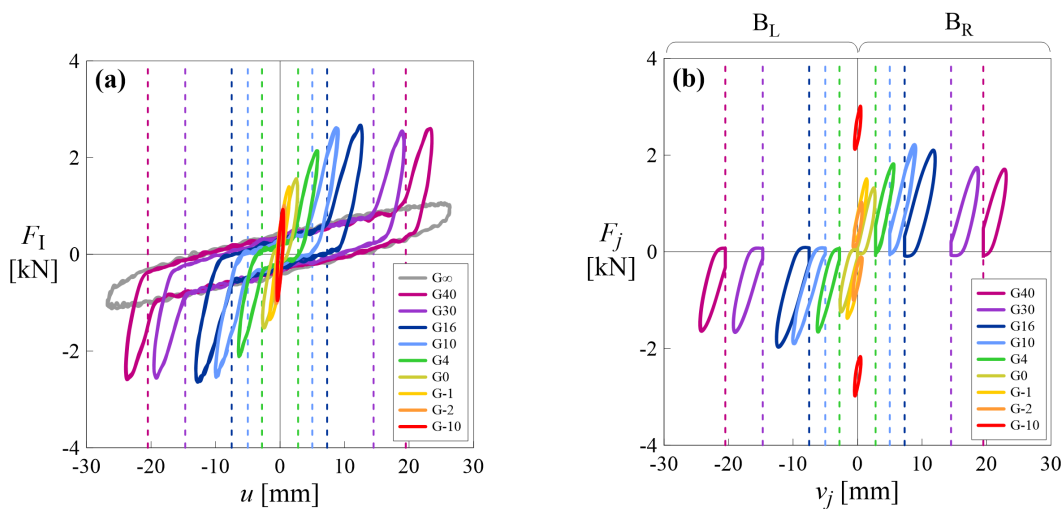 (a)
4
2
0
-2
-4
F_I
[kN]
-30 -20 -10 0 10 20 30
u [mm]
G∞
G40
G30
G16
G10
G4
G0
G-1
G-2
G-10
B_L B_R
(b)
4
2
0
-2
-4
F_j
[kN]
-30 -20 -10 0 10 20 30
v_j [mm]
G40
G30
G16
G10
G4
G0
G-1
G-2
G-10